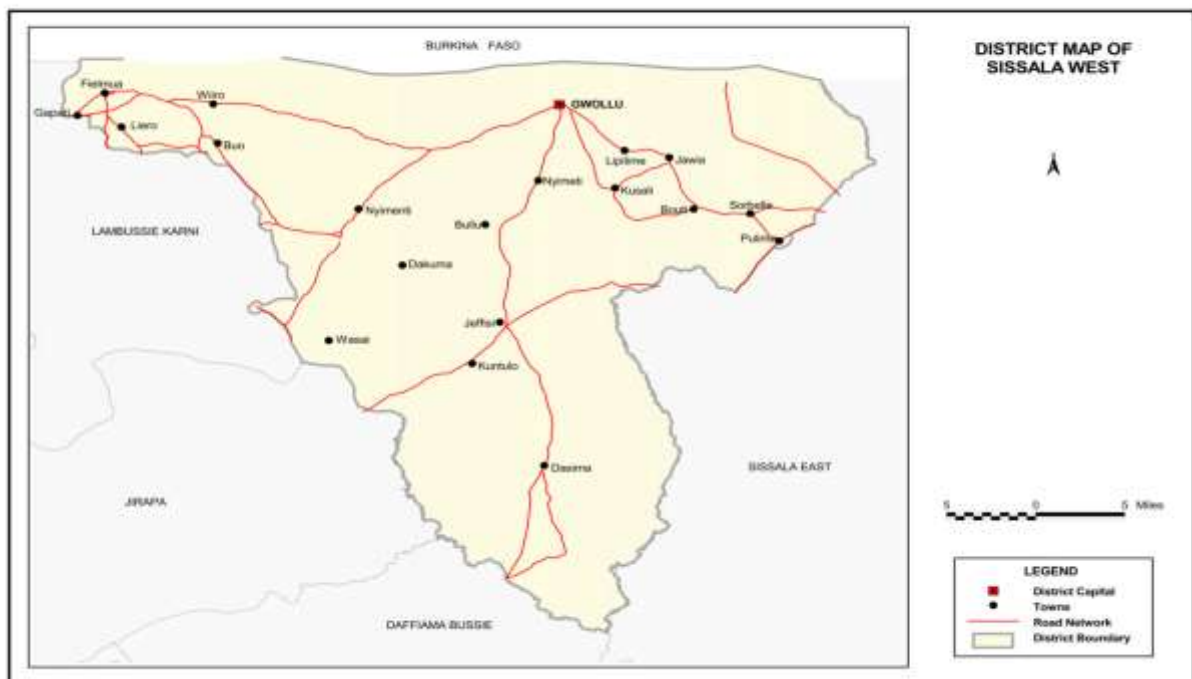 BURKINA FASO
DISTRICT MAP OF
SISSALA WEST
Fielmua
Wiiro
GWOLLU
Liero
Bun
Lipilime
Jawia
Nyimeti
Kusali
Nyimenti
Bouti
Sorbelle
Bullu
Pulima
LAMBUSSIE KARNI
Dakuma
Jeffisi
Wasai
Kuntulo
Dasima
SISSALA EAST
JIRAPA
5 0 5 Miles
DAFFIAMA BUSSIE
LEGEND
District Capital
Towns
Road Network
District Boundary